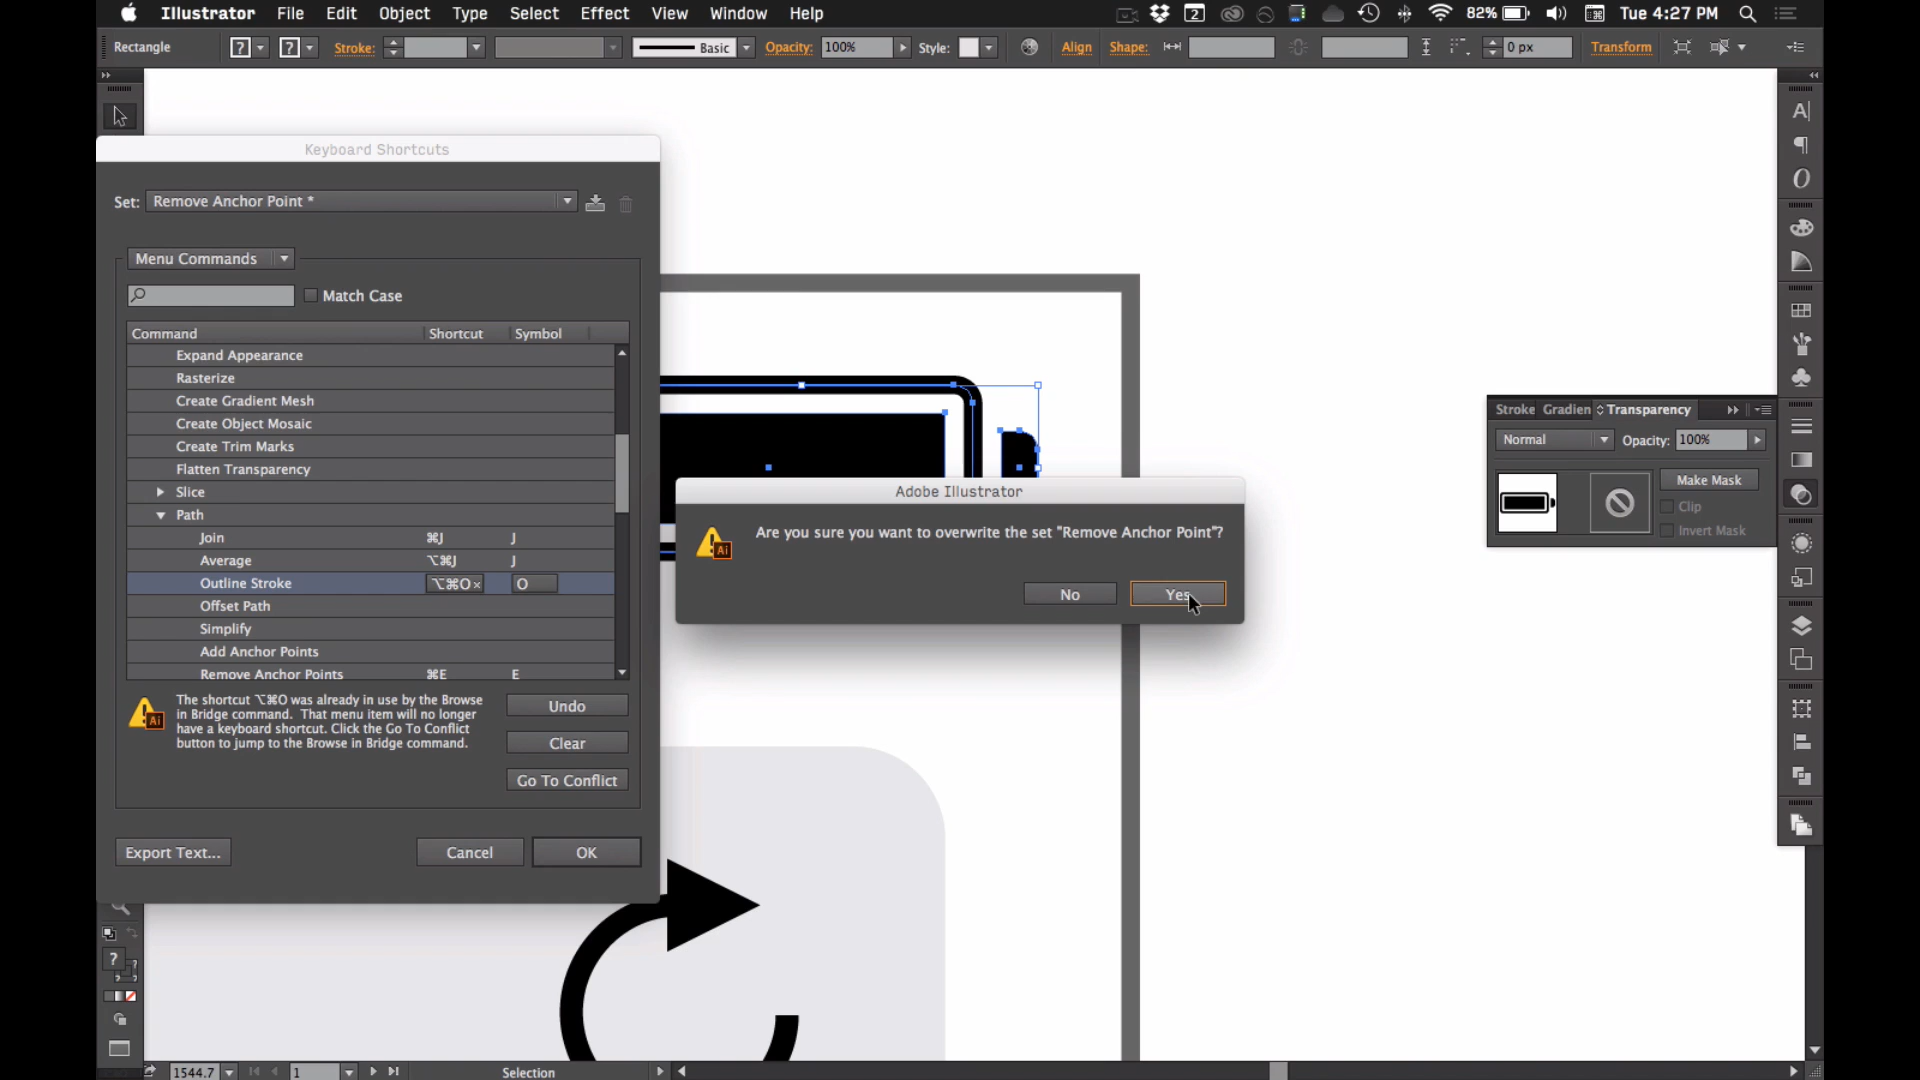 Illustrator File Edit Object Type Select Effect View Window Help
2 82% Tue 4:27 PM
Rectangle ? ? Stroke: Basic Opacity: 100% Style: Align Shape: 0 px Transform
Keyboard Shortcuts
Set: Remove Anchor Point *
Menu Commands
Match Case
Command Shortcut Symbol
Expand Appearance
Rasterize
Create Gradient Mesh
Create Object Mosaic
Create Trim Marks
Flatten Transparency
Slice
Path
Join ⌘J J
Average ⌥⌘J J
Outline Stroke ⌥⌘O× O
Offset Path
Simplify
Add Anchor Points
Remove Anchor Points ⌘E E
The shortcut ⌥⌘O was already in use by the Browse
in Bridge command. That menu item will no longer
have a keyboard shortcut. Click the Go To Conflict
button to jump to the Browse in Bridge command.
Ai
Undo
Clear
Go To Conflict
Export Text...
Cancel
OK
Adobe Illustrator
Are you sure you want to overwrite the set "Remove Anchor Point"?
Ai
No
Yes
Stroke Gradien Transparency
Normal Opacity: 100%
Make Mask
Clip
Invert Mask
A
O
?
?
1544.7 1 Selection